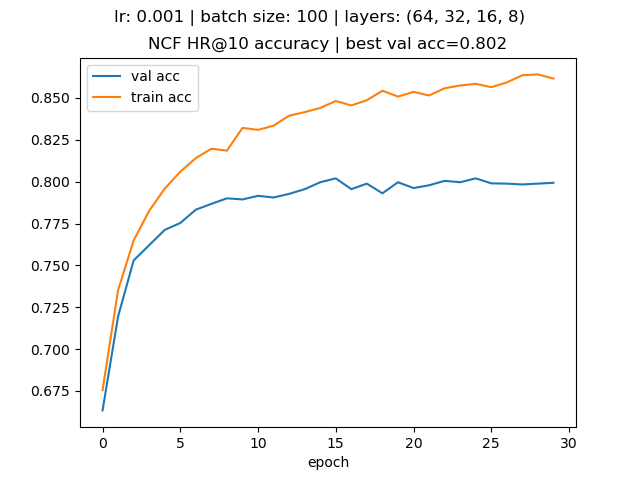 lr: 0.001 | batch size: 100 | layers: (64, 32, 16, 8)
NCF HR@10 accuracy | best val acc=0.802
val acc
train acc
0.850
0.825
0.800
0.775
0.750
0.725
0.700
0.675
0 5 10 15 20 25 30
epoch